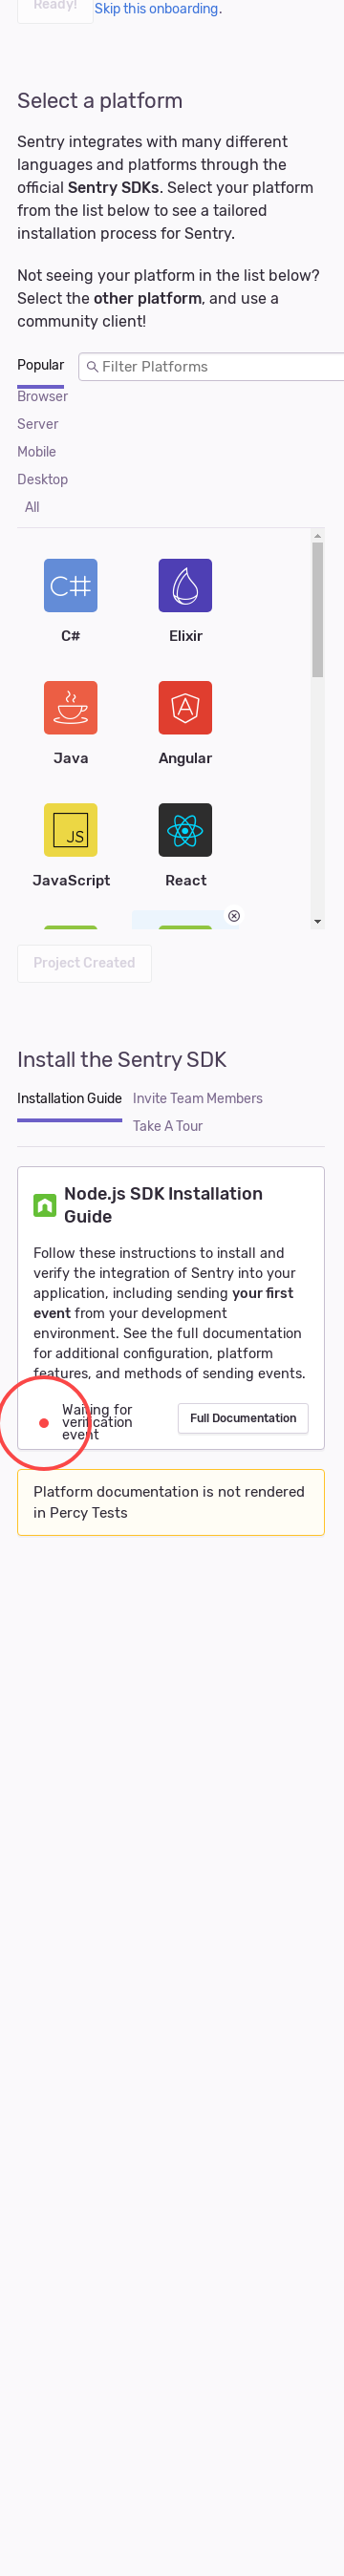 Ready! Skip this onboarding.
Select a platform
Sentry integrates with many different
languages and platforms through the
official Sentry SDKs. Select your platform
from the list below to see a tailored
installation process for Sentry.
Not seeing your platform in the list below?
Select the other platform, and use a
community client!
Popular
Filter Platforms
Browser
Server
Mobile
Desktop
All
C#
C# Elixir
Java Angular
JS
JavaScript React
Project Created
Install the Sentry SDK
Installation Guide Invite Team Members
Take A Tour
Node.js SDK Installation
Guide
Follow these instructions to install and
verify the integration of Sentry into your
application, including sending your first
event from your development
environment. See the full documentation
for additional configuration, platform
features, and methods of sending events.
Waiting for
verification
event
Full Documentation
Platform documentation is not rendered
in Percy Tests